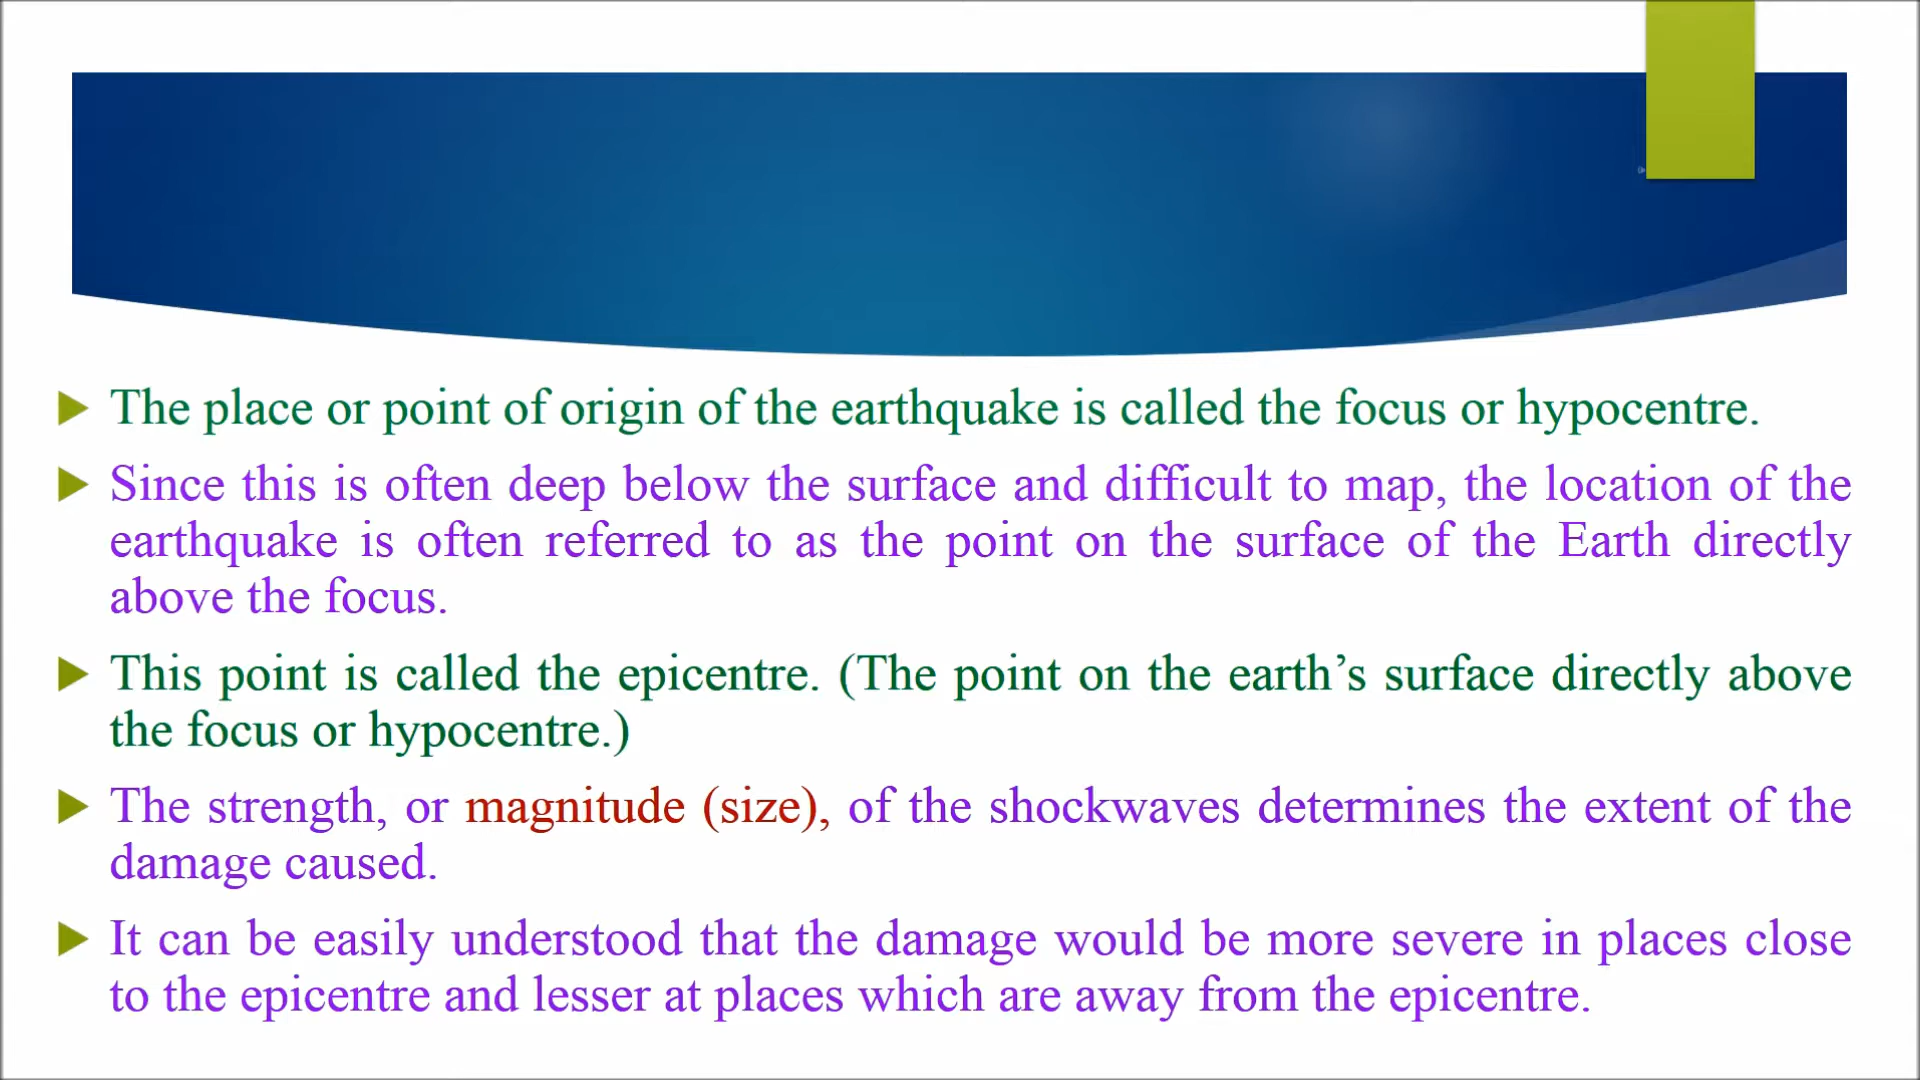 The place or point of origin of the earthquake is called the focus or hypocentre.
Since this is often deep below the surface and difficult to map, the location of the
earthquake is often referred to as the point on the surface of the Earth directly
above the focus.
This point is called the epicentre. (The point on the earth’s surface directly above
the focus or hypocentre.)
The strength, or magnitude (size), of the shockwaves determines the extent of the
damage caused.
It can be easily understood that the damage would be more severe in places close
to the epicentre and lesser at places which are away from the epicentre.